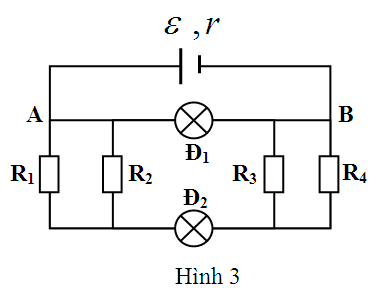 ε , r
A B
Đ₁
R₁ R₂ R₃ R₄
Đ₂
Hình 3